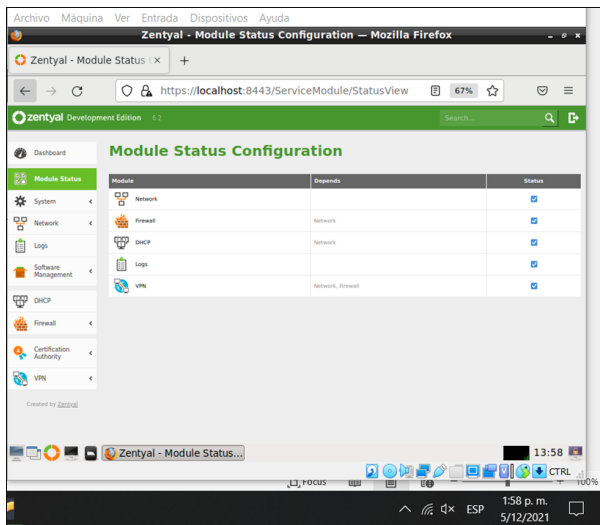 Archivo Máquina Ver Entrada Dispositivos Ayuda
Zentyal - Module Status Configuration — Mozilla Firefox
Zentyal - Module Status
https://localhost:8443/ServiceModule/StatusView 67%
zentyal Development Edition 6.2 Search...
Module Status Configuration
Dashboard
Module Status
System
Network
Logs
Software
Management
DHCP
Firewall
Certification
Authority
VPN
Created by Zentyal
Module Depends Status
Network
Firewall Network
DHCP Network
Logs
VPN Network, Firewall
Zentyal - Module Status... 13:58
CTRL
Focus 100%
1:58 p. m.
ESP
5/12/2021